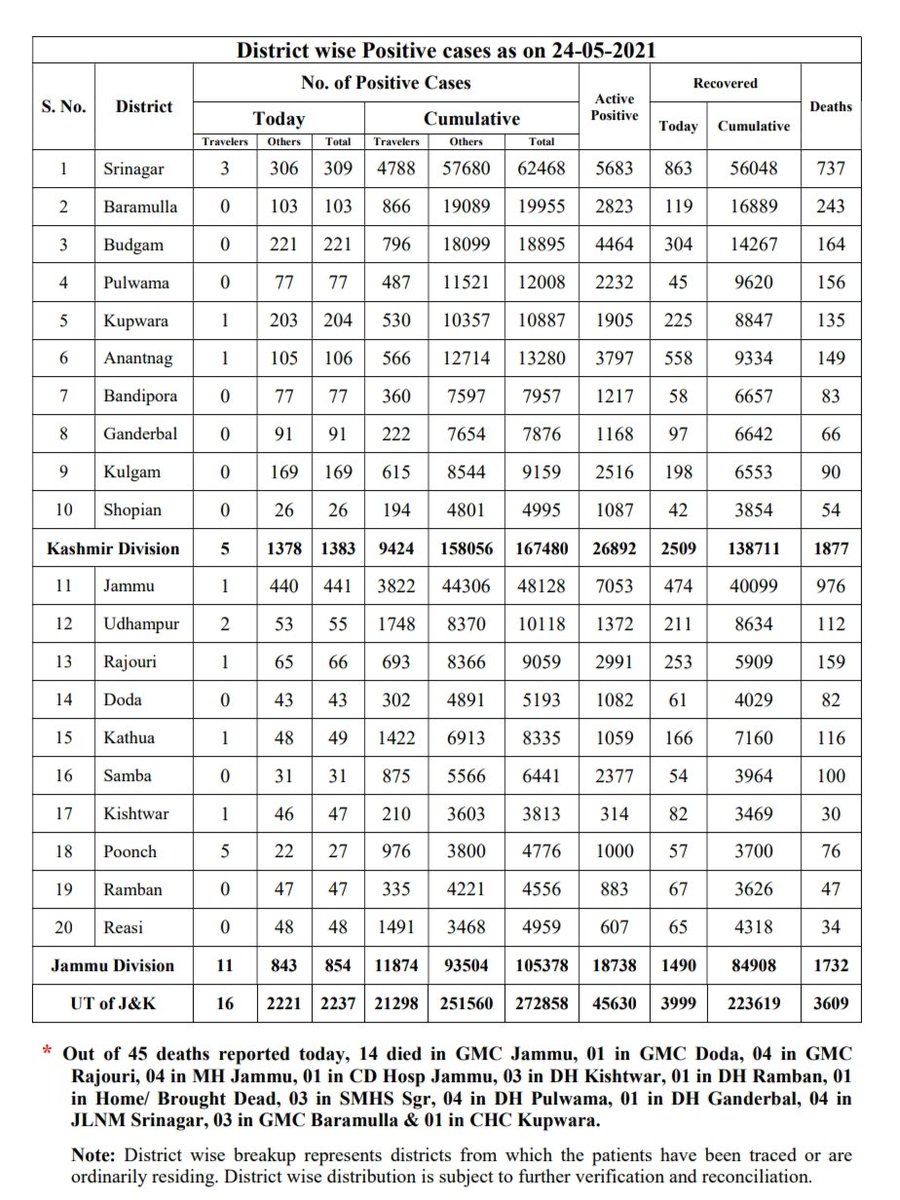 District wise Positive cases as on 24-05-2021
S. No. District No. of Positive Cases Active Positive Recovered Deaths
Today Cumulative Today Cumulative
Travelers Others Total Travelers Others Total
1 Srinagar 3 306 309 4788 57680 62468 5683 863 56048 737
2 Baramulla 0 103 103 866 19089 19955 2823 119 16889 243
3 Budgam 0 221 221 796 18099 18895 4464 304 14267 164
4 Pulwama 0 77 77 487 11521 12008 2232 45 9620 156
5 Kupwara 1 203 204 530 10357 10887 1905 225 8847 135
6 Anantnag 1 105 106 566 12714 13280 3797 558 9334 149
7 Bandipora 0 77 77 360 7597 7957 1217 58 6657 83
8 Ganderbal 0 91 91 222 7654 7876 1168 97 6642 66
9 Kulgam 0 169 169 615 8544 9159 2516 198 6553 90
10 Shopian 0 26 26 194 4801 4995 1087 42 3854 54
Kashmir Division 5 1378 1383 9424 158056 167480 26892 2509 138711 1877
11 Jammu 1 440 441 3822 44306 48128 7053 474 40099 976
12 Udhampur 2 53 55 1748 8370 10118 1372 211 8634 112
13 Rajouri 1 65 66 693 8366 9059 2991 253 5909 159
14 Doda 0 43 43 302 4891 5193 1082 61 4029 82
15 Kathua 1 48 49 1422 6913 8335 1059 166 7160 116
16 Samba 0 31 31 875 5566 6441 2377 54 3964 100
17 Kishtwar 1 46 47 210 3603 3813 314 82 3469 30
18 Poonch 5 22 27 976 3800 4776 1000 57 3700 76
19 Ramban 0 47 47 335 4221 4556 883 67 3626 47
20 Reasi 0 48 48 1491 3468 4959 607 65 4318 34
Jammu Division 11 843 854 11874 93504 105378 18738 1490 84908 1732
UT of J&K 16 2221 2237 21298 251560 272858 45630 3999 223619 3609
* Out of 45 deaths reported today, 14 died in GMC Jammu, 01 in GMC Doda, 04 in GMC
Rajouri, 04 in MH Jammu, 01 in CD Hosp Jammu, 03 in DH Kishtwar, 01 in DH Ramban, 01
in Home/ Brought Dead, 03 in SMHS Sgr, 04 in DH Pulwama, 01 in DH Ganderbal, 04 in
JLNM Srinagar, 03 in GMC Baramulla & 01 in CHC Kupwara.
Note: District wise breakup represents districts from which the patients have been traced or are
ordinarily residing. District wise distribution is subject to further verification and reconciliation.